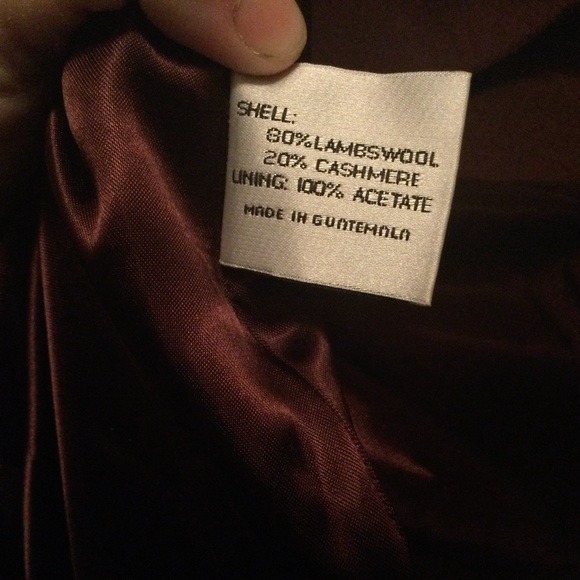 SHELL:
80% LAMBSWOOL
20% CASHMERE
LINING: 100% ACETATE
MADE IN GUATEMALA